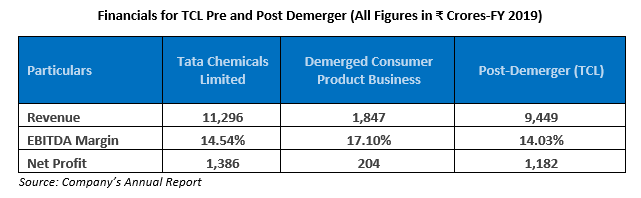 Financials for TCL Pre and Post Demerger (All Figures in ₹ Crores-FY 2019)
Particulars Tata Chemicals Limited Demerged Consumer Product Business Post-Demerger (TCL)
Revenue 11,296 1,847 9,449
EBITDA Margin 14.54% 17.10% 14.03%
Net Profit 1,386 204 1,182
Source: Company's Annual Report